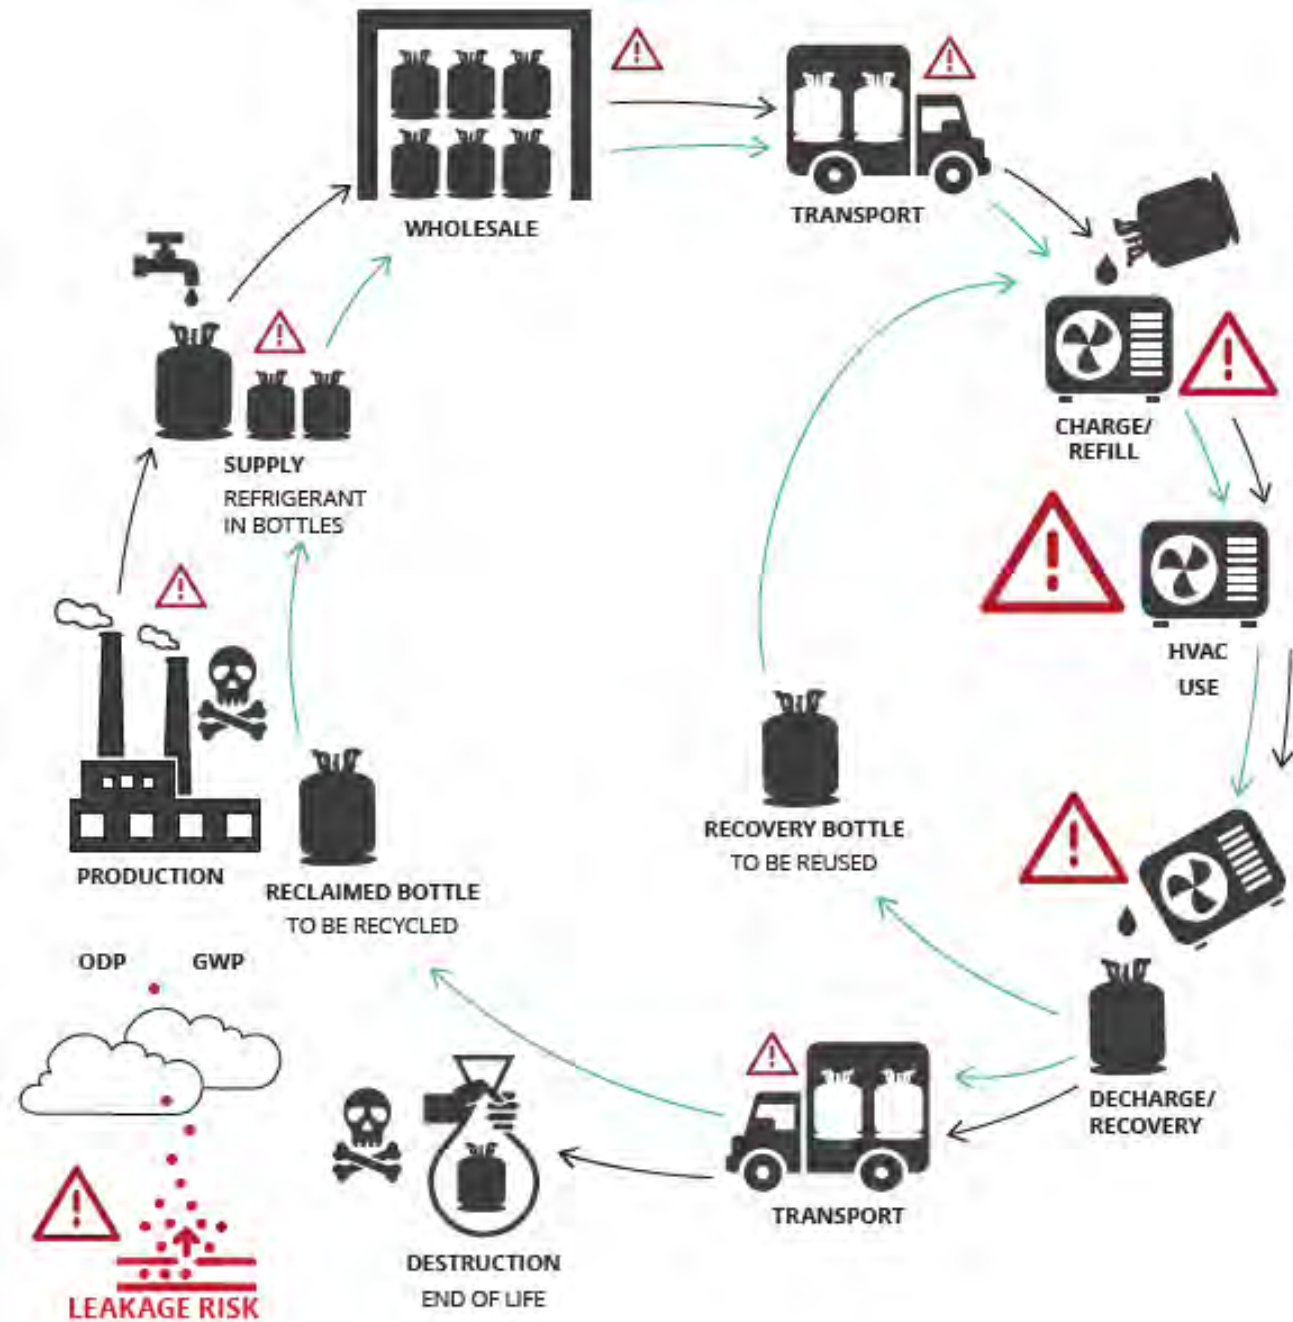 WHOLESALE
TRANSPORT
CHARGE/
REFILL
SUPPLY
REFRIGERANT
IN BOTTLES
HVAC
USE
RECOVERY BOTTLE
TO BE REUSED
PRODUCTION
RECLAIMED BOTTLE
TO BE RECYCLED
ODP GWP
DECHARGE/
RECOVERY
TRANSPORT
DESTRUCTION
END OF LIFE
LEAKAGE RISK